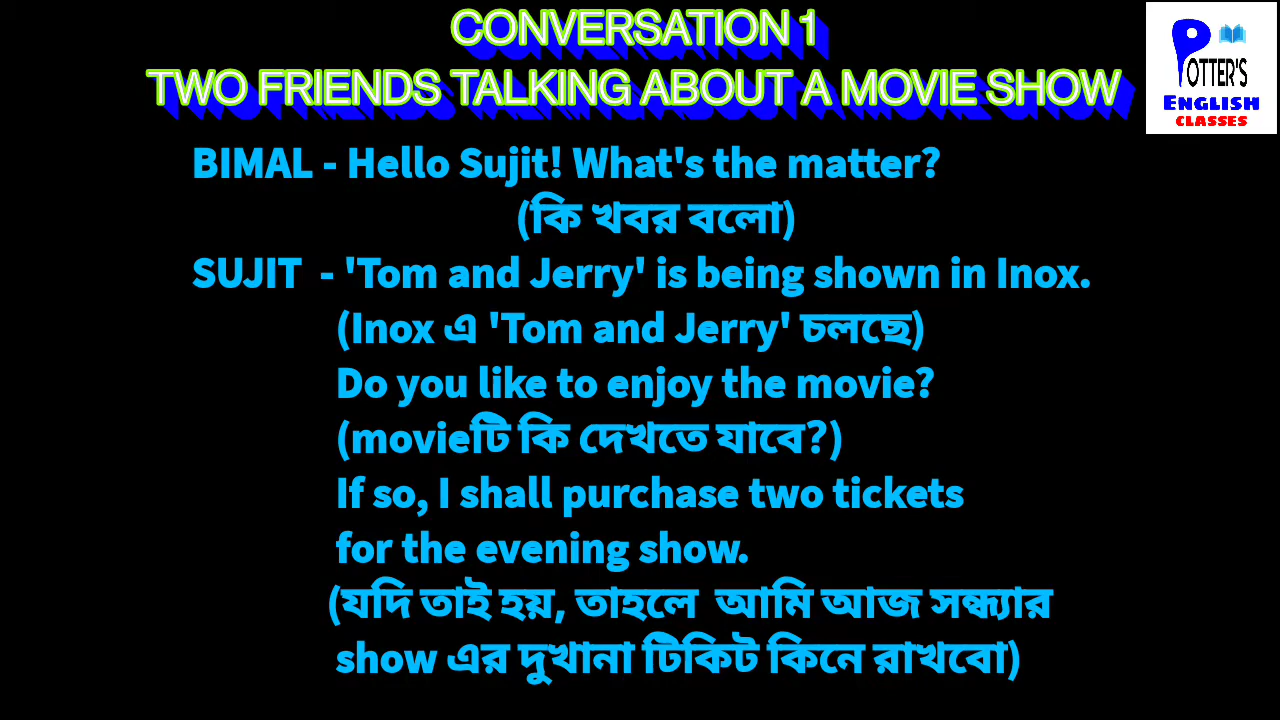 CONVERSATION 1
TWO FRIENDS TALKING ABOUT A MOVIE SHOW
POTTER'S
ENGLISH
CLASSES
BIMAL - Hello Sujit! What's the matter?
(কি খবর বলো)
SUJIT - 'Tom and Jerry' is being shown in Inox.
(Inox এ 'Tom and Jerry' চলছে)
Do you like to enjoy the movie?
(movieটি কি দেখতে যাবে?)
If so, I shall purchase two tickets
for the evening show.
(যদি তাই হয়, তাহলে আমি আজ সন্ধ্যার
show এর দুখানা টিকিট কিনে রাখবো)